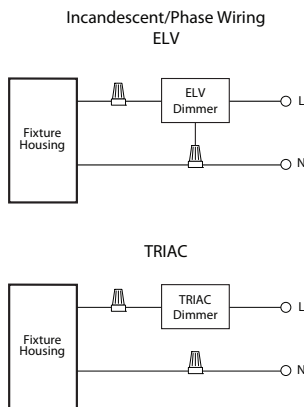 Incandescent/Phase Wiring
ELV
ELV
Dimmer
L
Fixture
Housing
N
TRIAC
TRIAC
Dimmer
L
Fixture
Housing
N